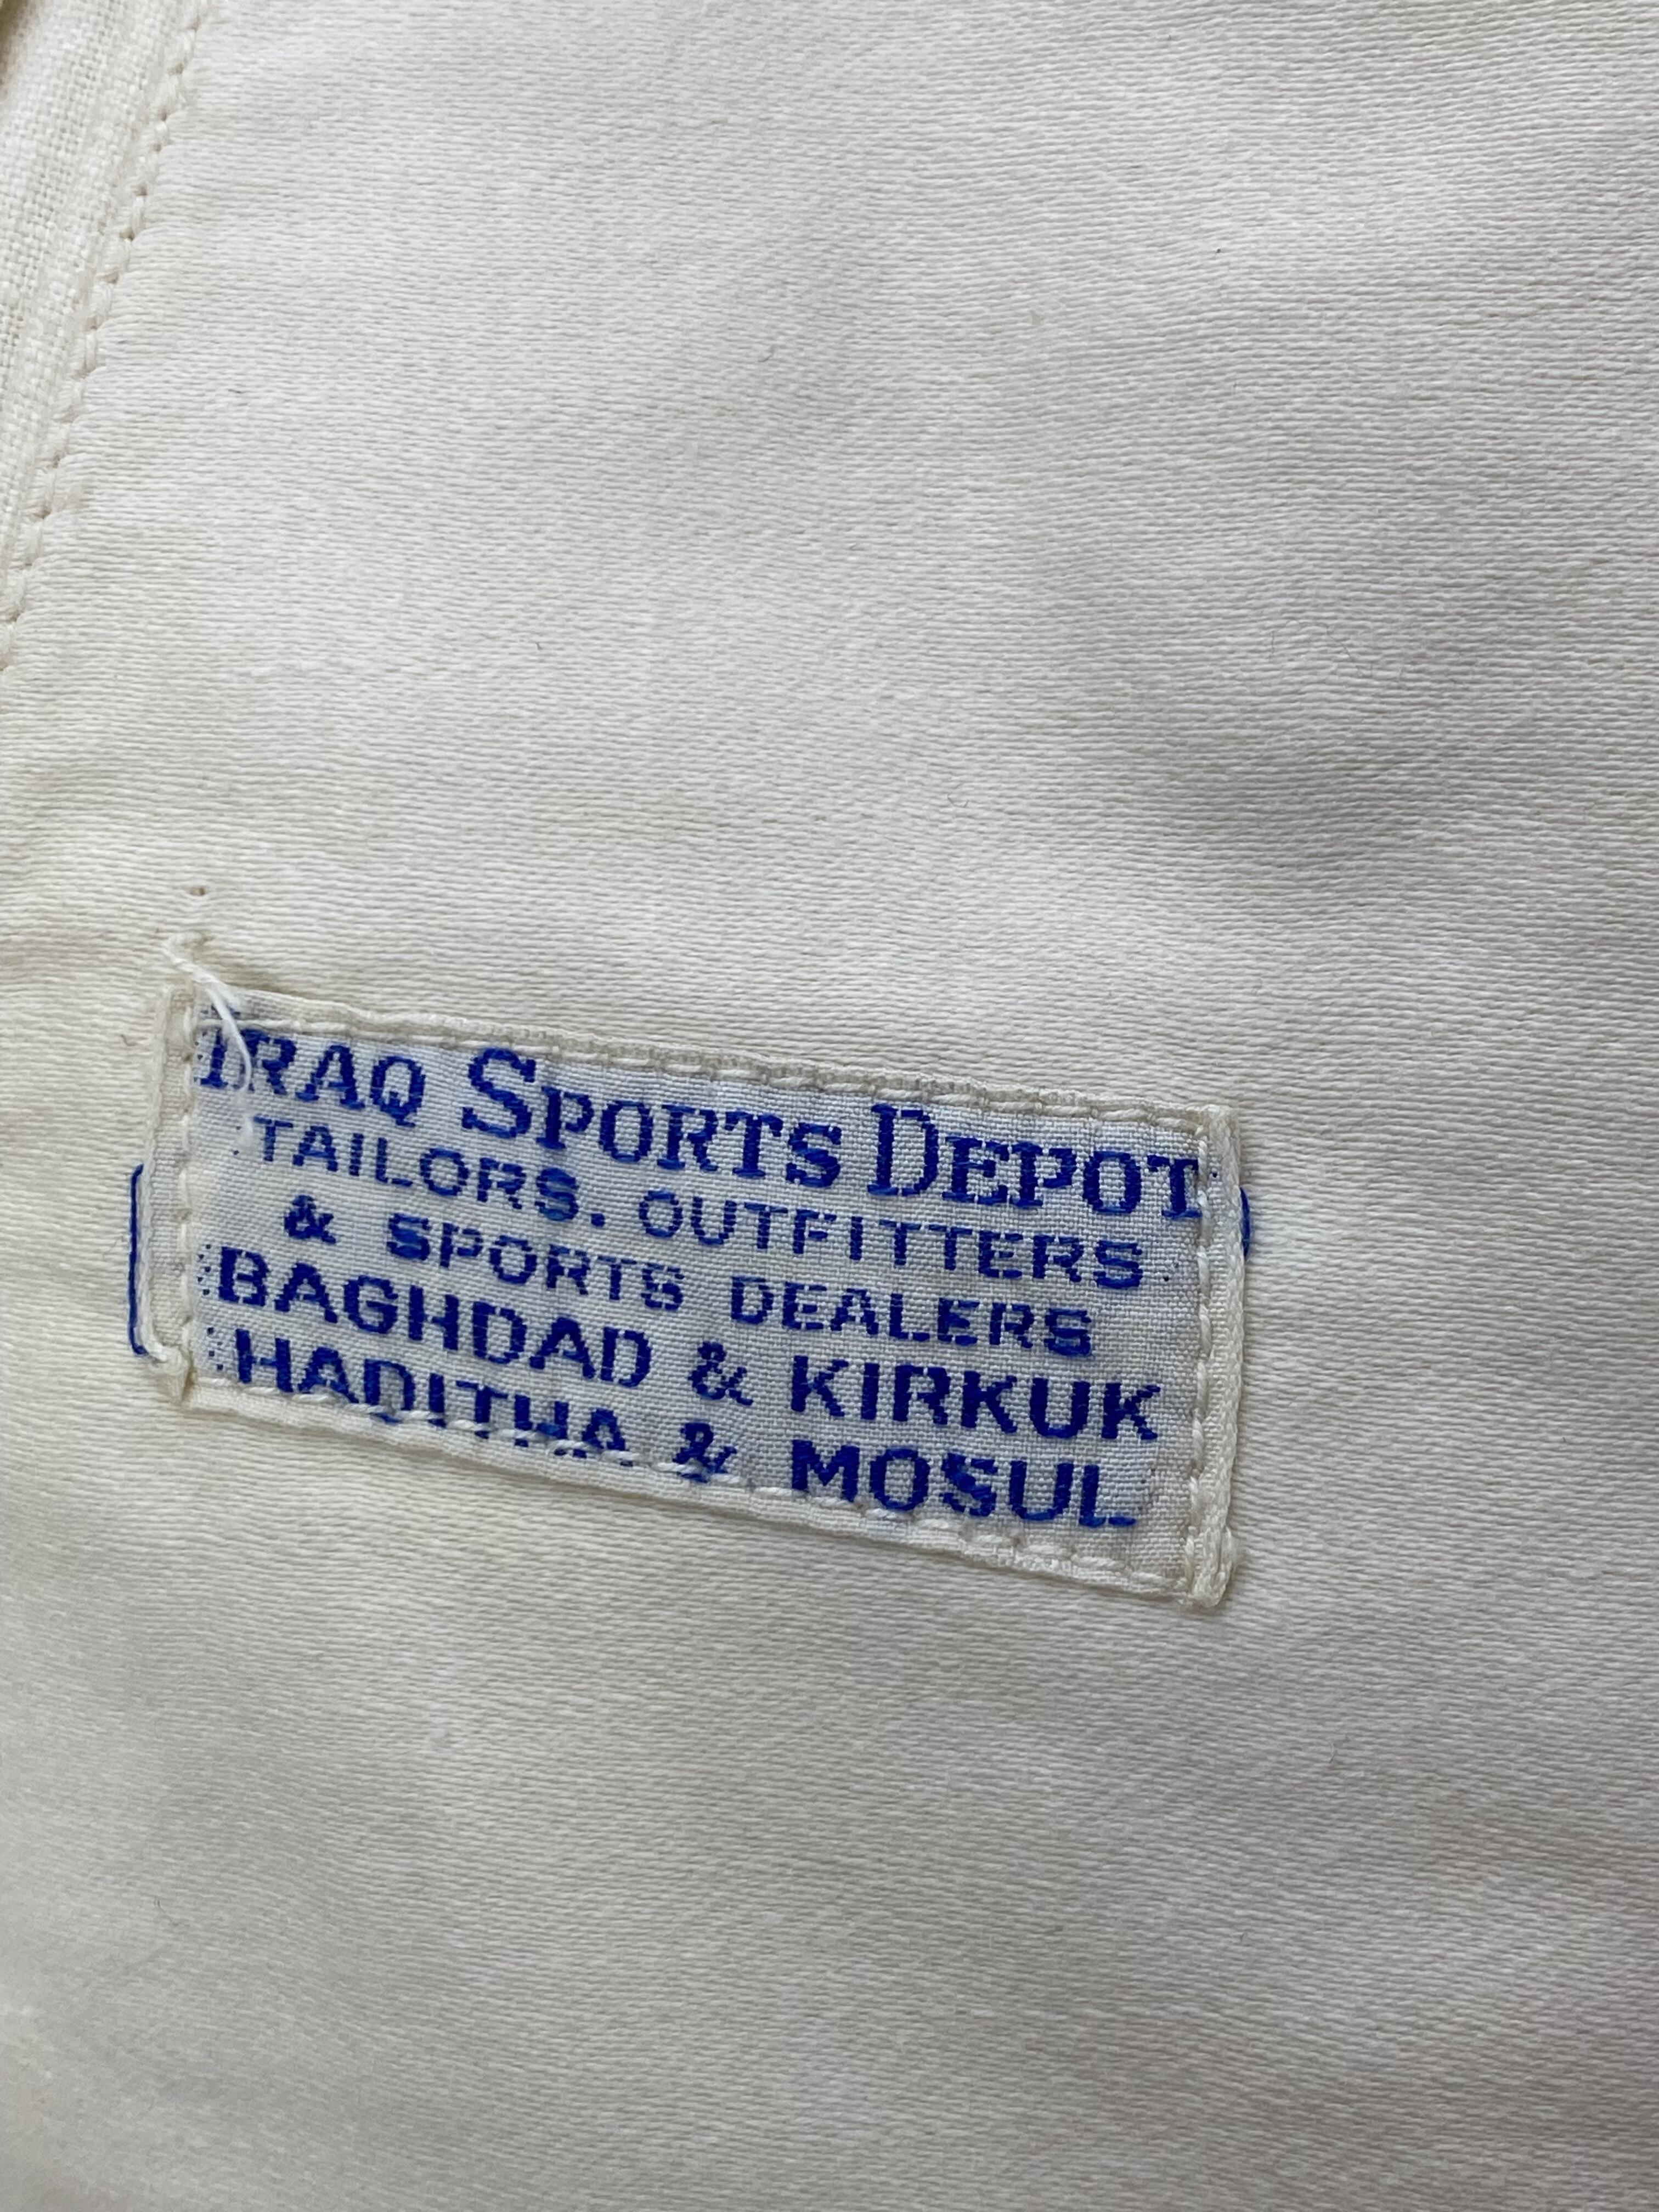 IRAQ SPORTS DEPOT
TAILORS. OUTFITTERS
& SPORTS DEALERS
BAGHDAD & KIRKUK
HADITHA & MOSUL